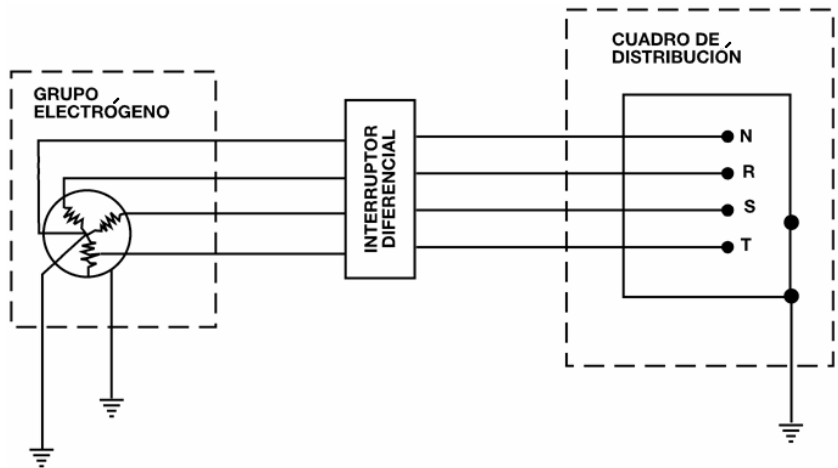 CUADRO DE
DISTRIBUCIÓN
GRUPO
ELECTRÓGENO
INTERRUPTOR
DIFERENCIAL
N
R
S
T